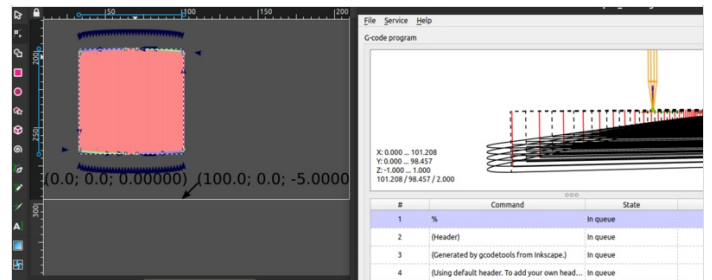 50
100
150
200
200
250
300
(0.0; 0.0; 0.00000) (100.0; 0.0; -5.0000
File Service Help
G-code program
X: 0.000 ... 101.208
Y: 0.000 ... 98.457
Z: -1.000 ... 1.000
101.208 / 98.457 / 2.000
# Command State
1 % In queue
2 (Header) In queue
3 (Generated by gcodetools from Inkscape.) In queue
4 (Using default header. To add your own head... In queue